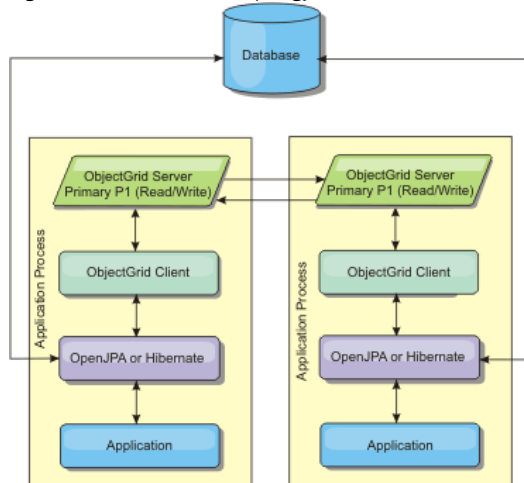 Database
ObjectGrid Server
Primary P1 (Read/Write)
ObjectGrid Client
OpenJPA or Hibernate
Application
Application Process
ObjectGrid Server
Primary P1 (Read/Write)
ObjectGrid Client
OpenJPA or Hibernate
Application
Application Process